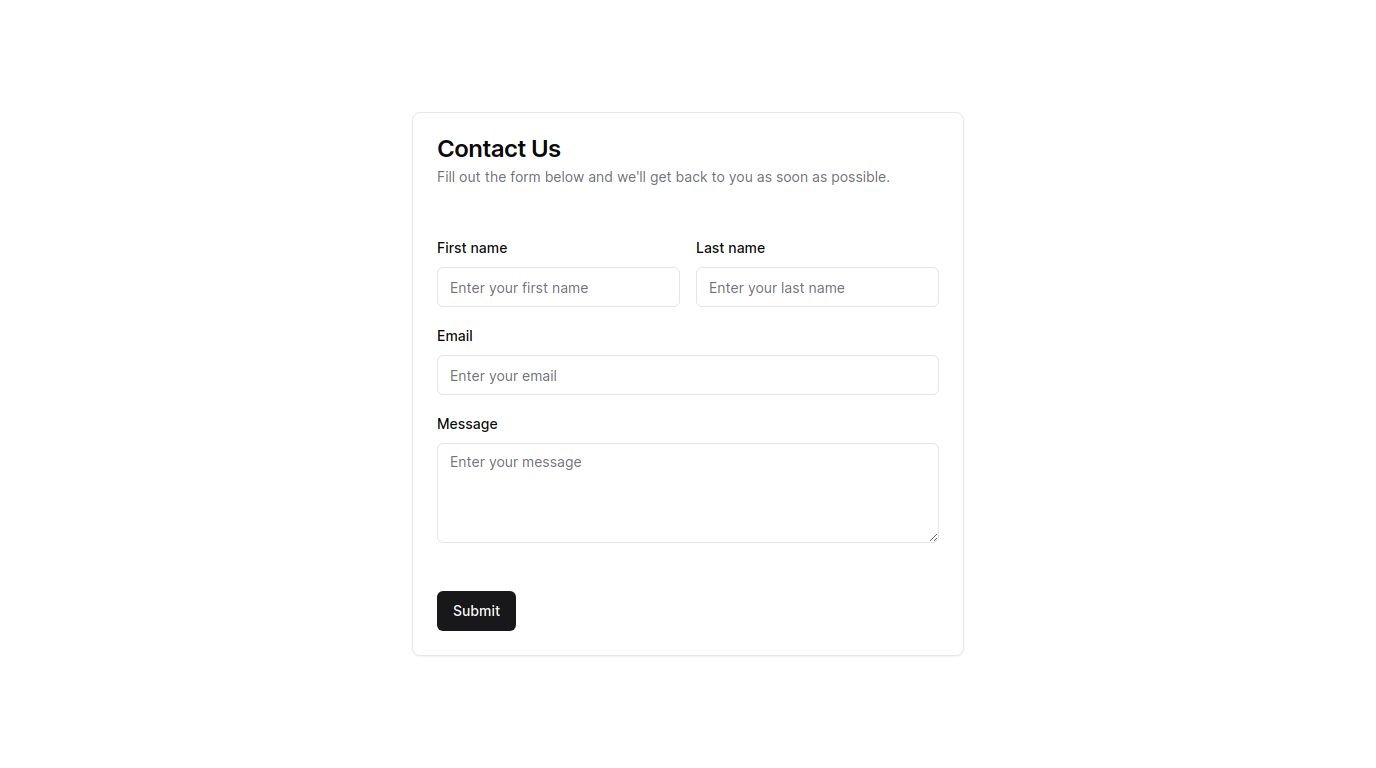 Contact Us
Fill out the form below and we'll get back to you as soon as possible.
First name
Last name
Enter your first name
Enter your last name
Email
Enter your email
Message
Enter your message
Submit